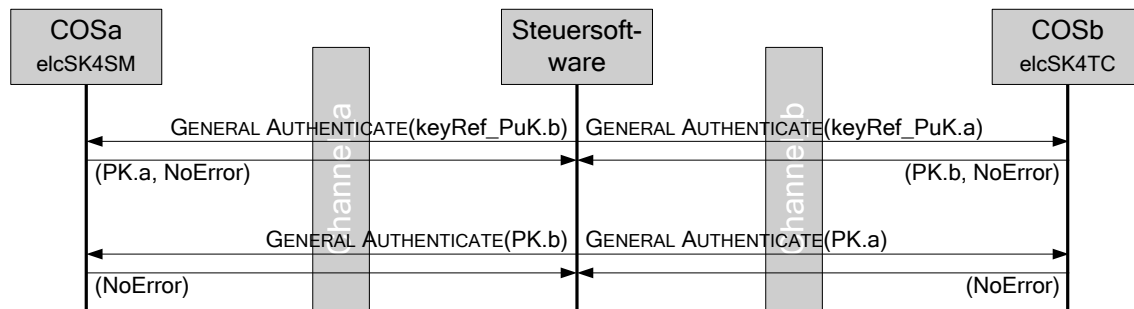 COSa
elcSK4SM
Steuersoft-
ware
COSb
elcSK4TC
Channel a
Channel b
GENERAL AUTHENTICATE(keyRef_PuK.b)
GENERAL AUTHENTICATE(keyRef_PuK.a)
(PK.a, NoError)
(PK.b, NoError)
GENERAL AUTHENTICATE(PK.b)
GENERAL AUTHENTICATE(PK.a)
(NoError)
(NoError)